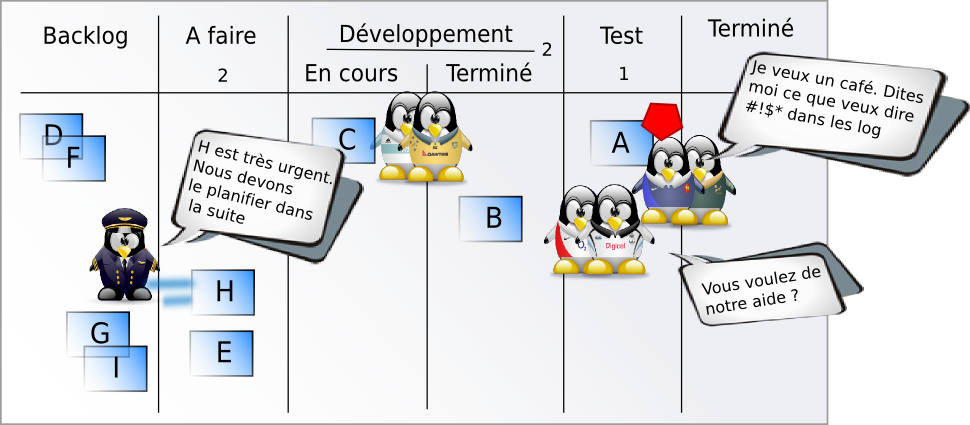 Backlog
A faire
2
Développement
2
En cours
Terminé
Test
1
Terminé
Je veux un café. Dites
moi ce que veux dire
#!$* dans les log
D
F
H est très urgent.
Nous devons
le planifier dans
la suite
C
A
B
O2
Digicel
QANTAS
Vous voulez de
notre aide ?
H
G
I
E